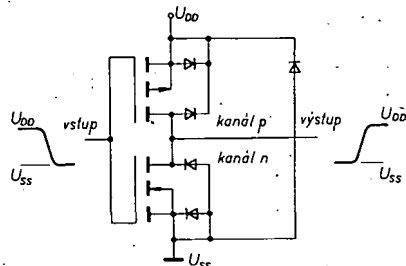 U_DD
U_DD
vstup
U_SS
kanál p
výstup
kanál n
U_DD
U_SS
U_SS